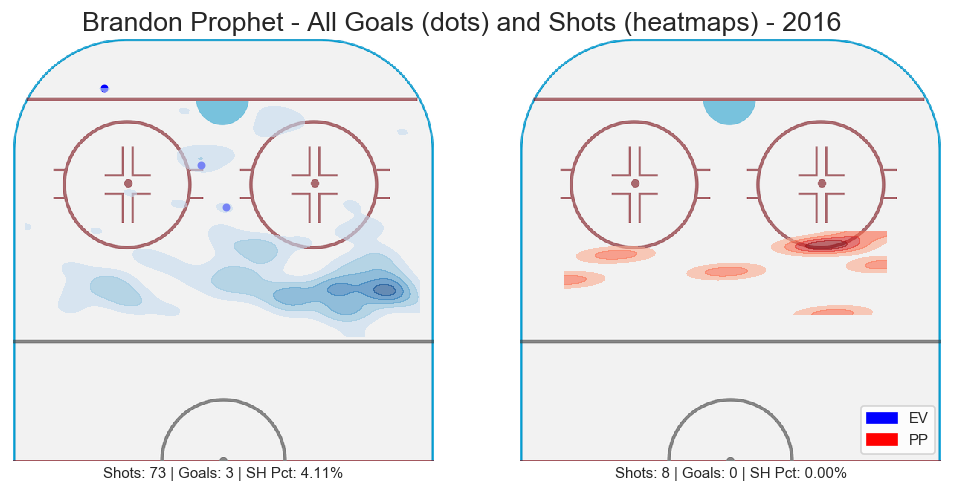 Brandon Prophet - All Goals (dots) and Shots (heatmaps) - 2016
EV
PP
Shots: 73 | Goals: 3 | SH Pct: 4.11%
Shots: 8 | Goals: 0 | SH Pct: 0.00%